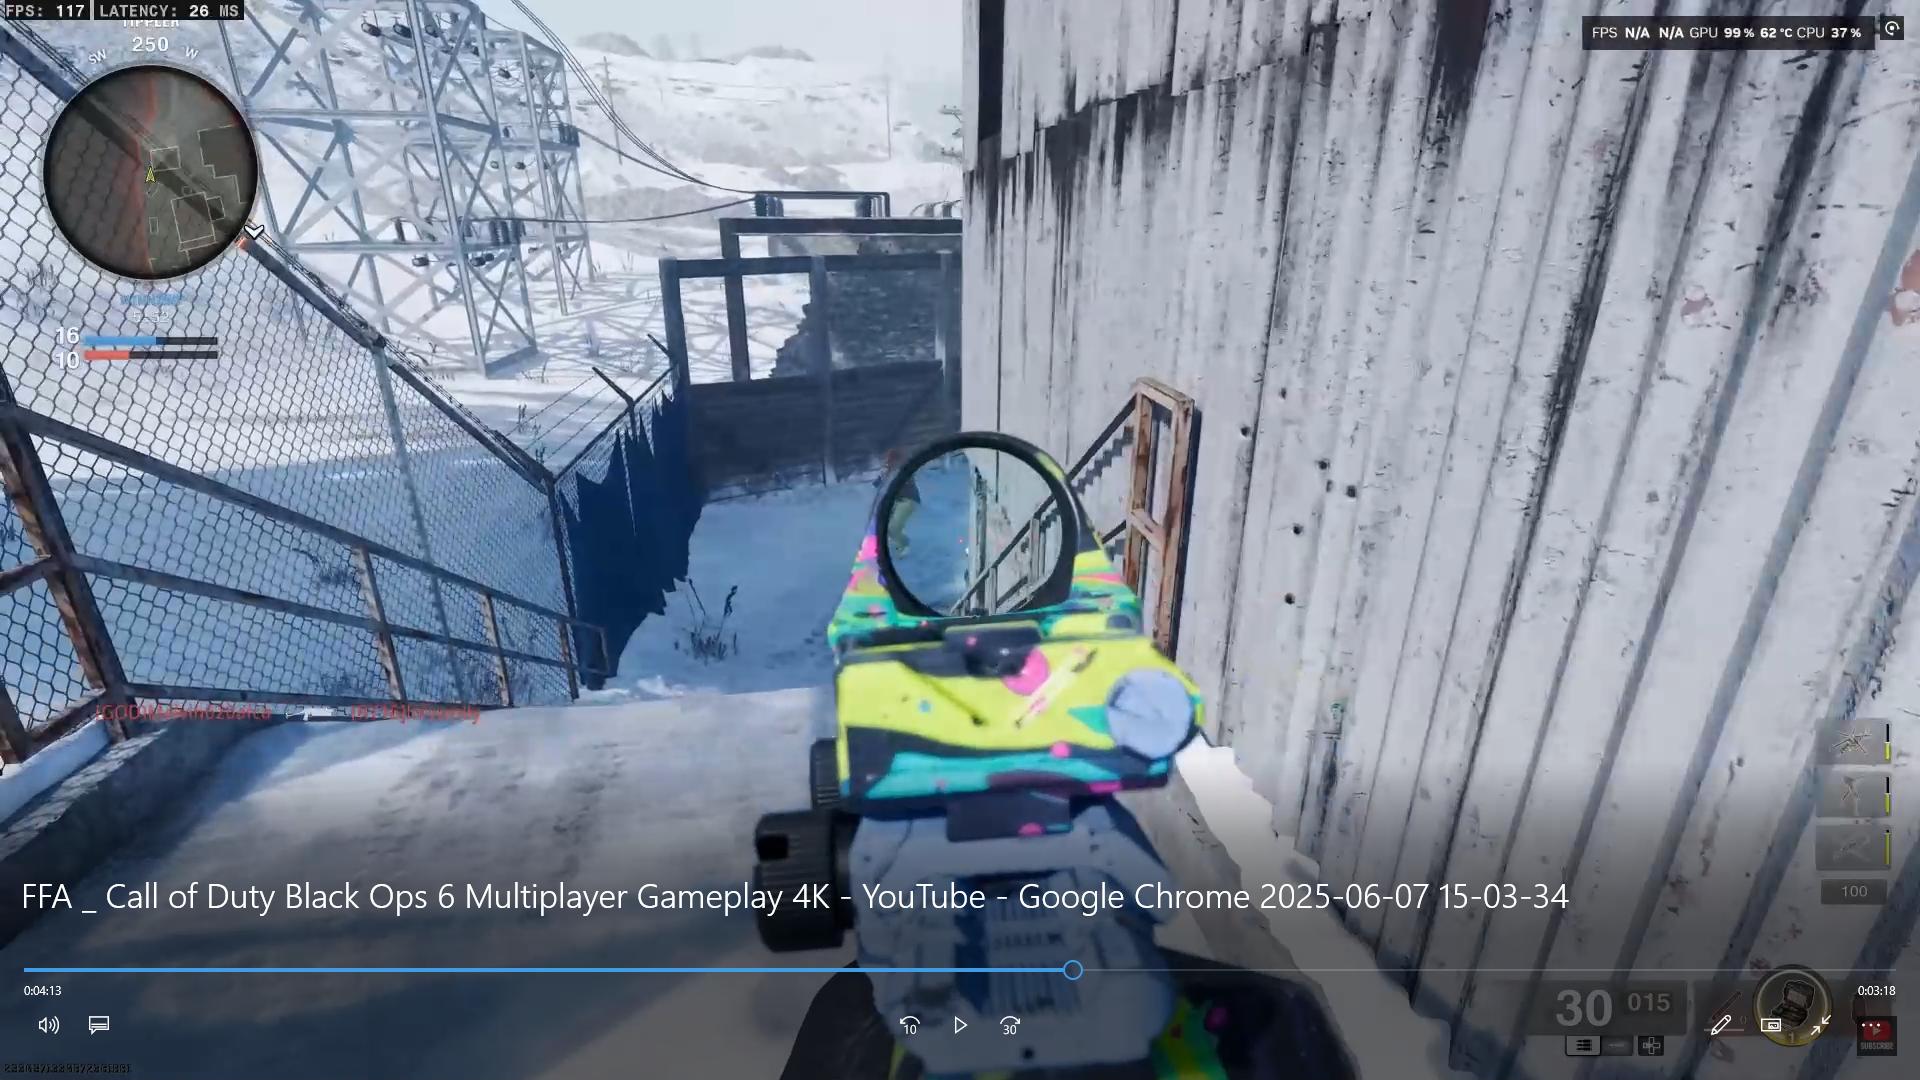 FPS: 117 LATENCY: 26 MS
250
SW W
FPS N/A N/A GPU 99% 62°C CPU 37%
16
10
100
FFA _ Call of Duty Black Ops 6 Multiplayer Gameplay 4K - YouTube - Google Chrome 2025-06-07 15-03-34
0:04:13
0:03:18
10
30
30 015
1
SUBSCRIBE